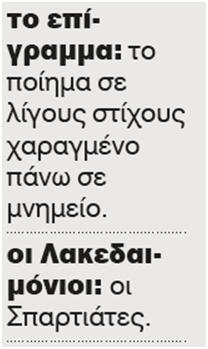 το επί-
γραμμα: το
ποίημα σε
λίγους στίχους
χαραγμένο
πάνω σε
μνημείο.
οι Λακεδαι-
μόνιοι: οι
Σπαρτιάτες.